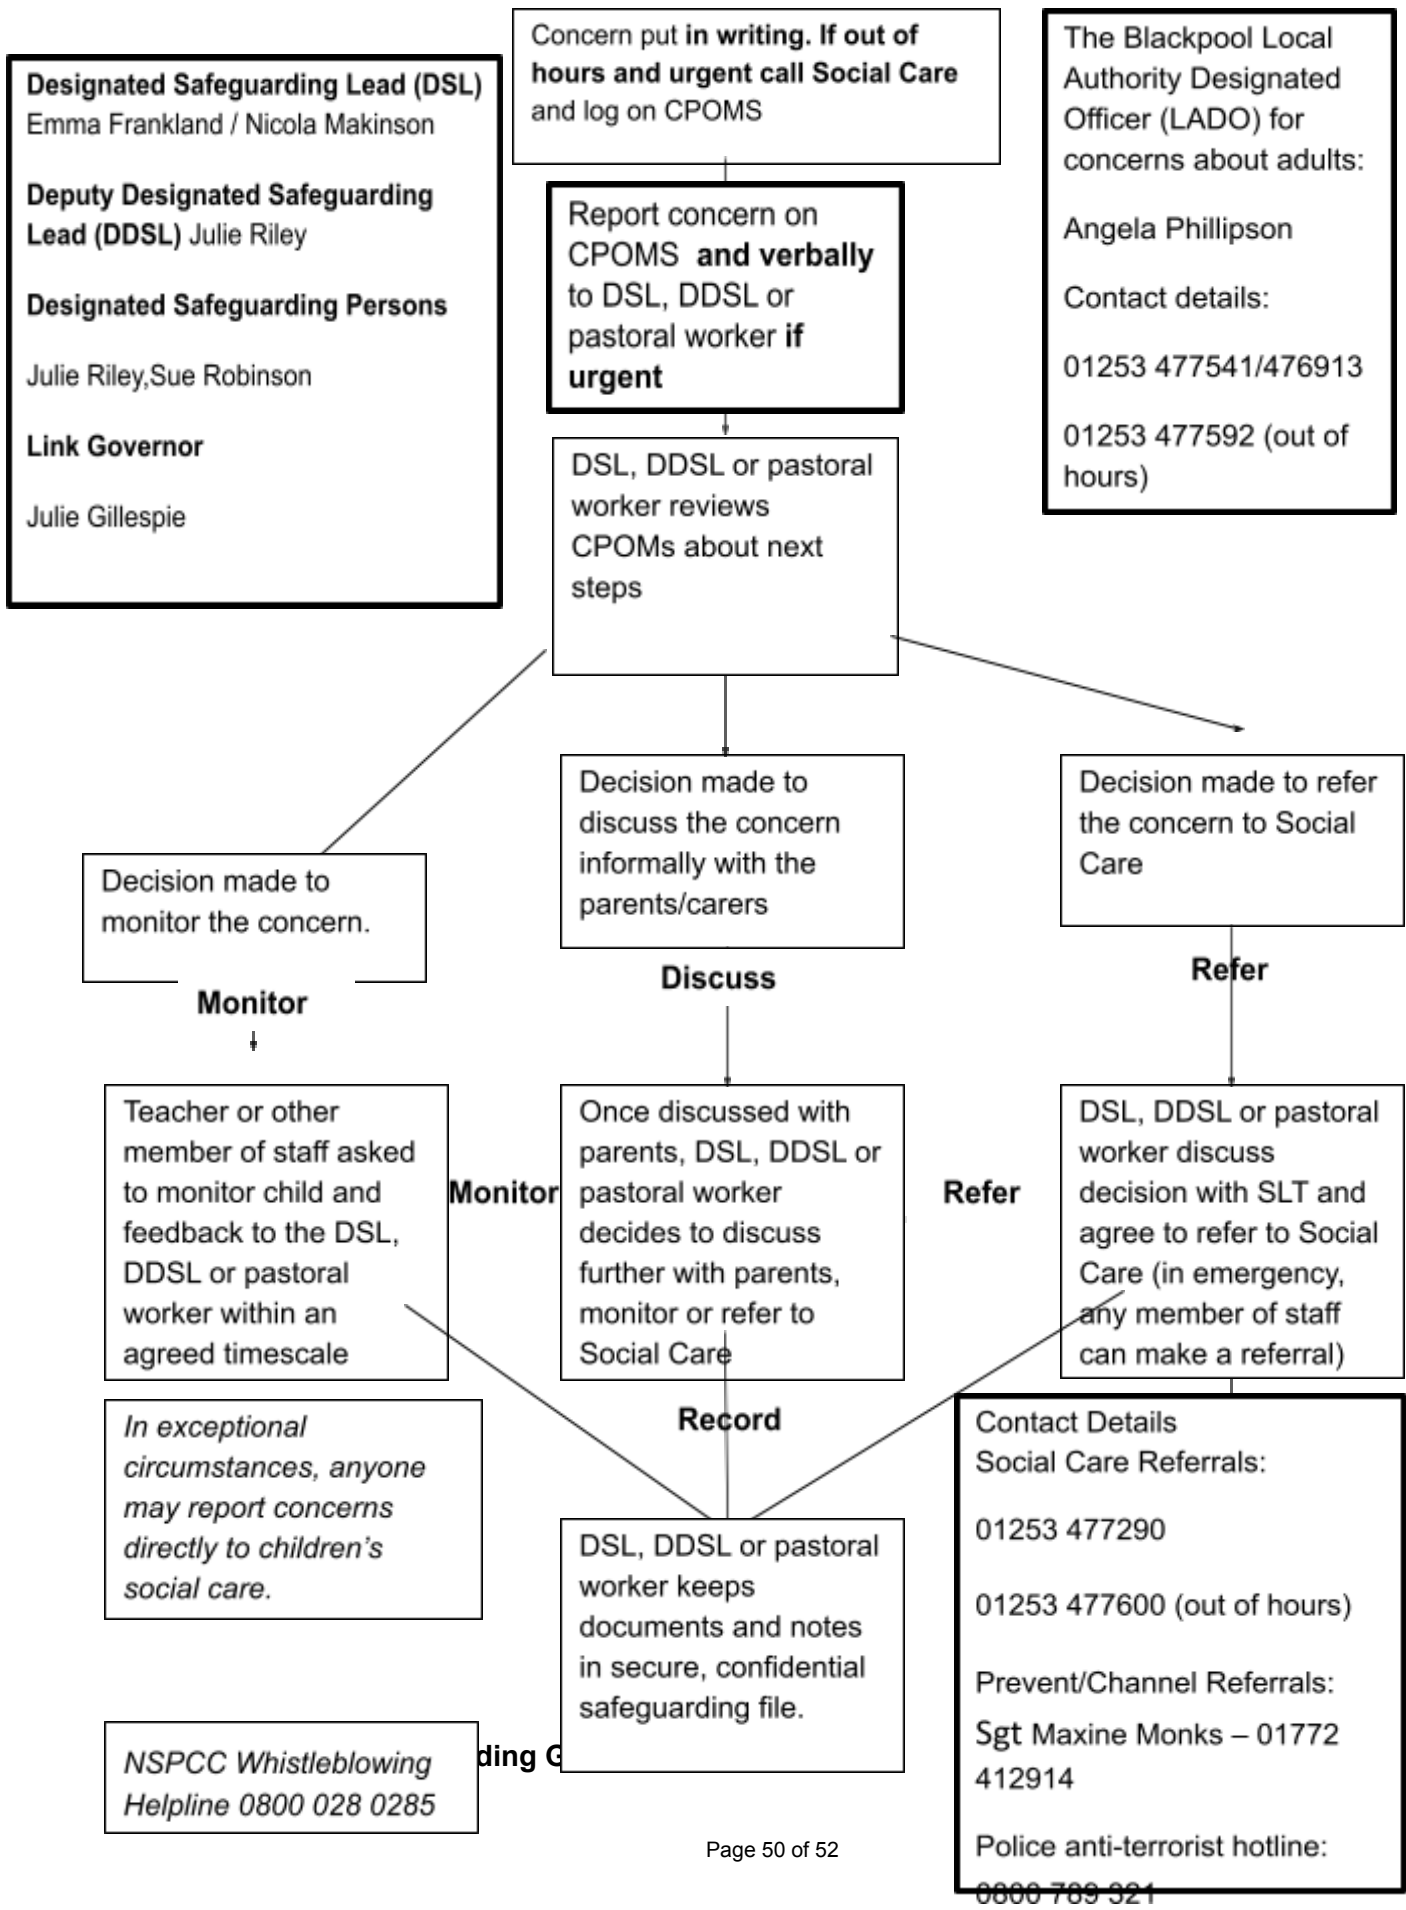 Concern put in writing. If out of
hours and urgent call Social Care
and log on CPOMS
Designated Safeguarding Lead (DSL)
Emma Frankland / Nicola Makinson
Deputy Designated Safeguarding
Lead (DDSL) Julie Riley
Designated Safeguarding Persons
Julie Riley,Sue Robinson
Link Governor
Julie Gillespie
The Blackpool Local
Authority Designated
Officer (LADO) for
concerns about adults:
Angela Phillipson
Contact details:
01253 477541/476913
01253 477592 (out of
hours)
Report concern on
CPOMS and verbally
to DSL, DDSL or
pastoral worker if
urgent
DSL, DDSL or pastoral
worker reviews
CPOMs about next
steps
Decision made to
monitor the concern.
Decision made to
discuss the concern
informally with the
parents/carers
Decision made to refer
the concern to Social
Care
Monitor
Discuss
Refer
Teacher or other
member of staff asked
to monitor child and
feedback to the DSL,
DDSL or pastoral
worker within an
agreed timescale
Monitor
Once discussed with
parents, DSL, DDSL or
pastoral worker
decides to discuss
further with parents,
monitor or refer to
Social Care
Refer
DSL, DDSL or pastoral
worker discuss
decision with SLT and
agree to refer to Social
Care (in emergency,
any member of staff
can make a referral)
In exceptional
circumstances, anyone
may report concerns
directly to children's
social care.
Record
DSL, DDSL or pastoral
worker keeps
documents and notes
in secure, confidential
safeguarding file.
Contact Details
Social Care Referrals:
01253 477290
01253 477600 (out of hours)
Prevent/Channel Referrals:
Sgt Maxine Monks – 01772
412914
Police anti-terrorist hotline:
0800 789 321
NSPCC Whistleblowing
Helpline 0800 028 0285
ding G
Page 50 of 52